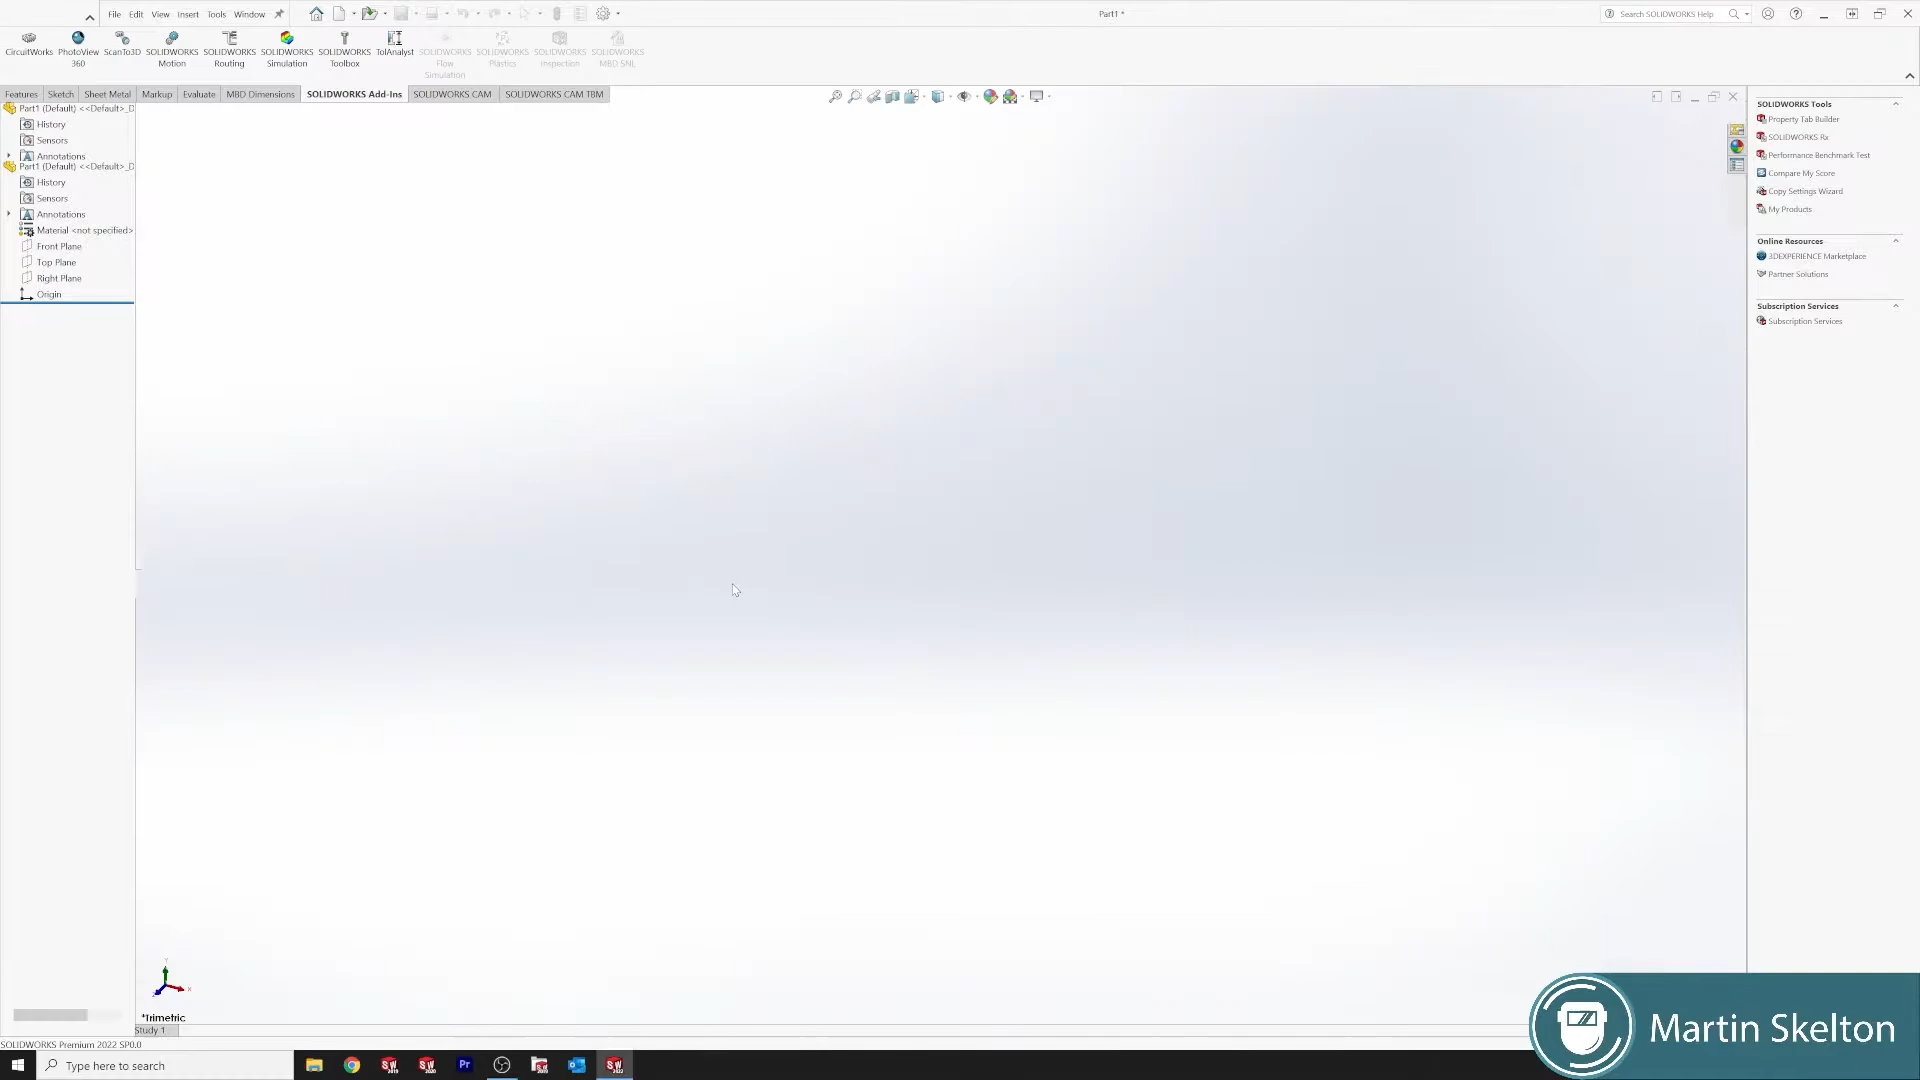 File Edit View Insert Tools Window
Part1 *
Search SOLIDWORKS Help
CircuitWorks
PhotoView 360
ScanTo3D
SOLIDWORKS Motion
SOLIDWORKS Routing
SOLIDWORKS Simulation
SOLIDWORKS Toolbox
TolAnalyst
SOLIDWORKS Flow Simulation
SOLIDWORKS Plastics
SOLIDWORKS Inspection
SOLIDWORKS MBD SNL
Features Sketch Sheet Metal Markup Evaluate MBD Dimensions SOLIDWORKS Add-Ins SOLIDWORKS CAM SOLIDWORKS CAM TBM
Part1 (Default) <<Default>_D
History
Sensors
Annotations
Part1 (Default) <<Default>_D
History
Sensors
Annotations
Material <not specified>
Front Plane
Top Plane
Right Plane
Origin
SOLIDWORKS Tools
Property Tab Builder
SOLIDWORKS Rx
Performance Benchmark Test
Compare My Score
Copy Settings Wizard
My Products
Online Resources
3DEXPERIENCE Marketplace
Partner Solutions
Subscription Services
Subscription Services
*Trimetric
Study 1
SOLIDWORKS Premium 2022 SP0.0
Type here to search
Martin Skelton